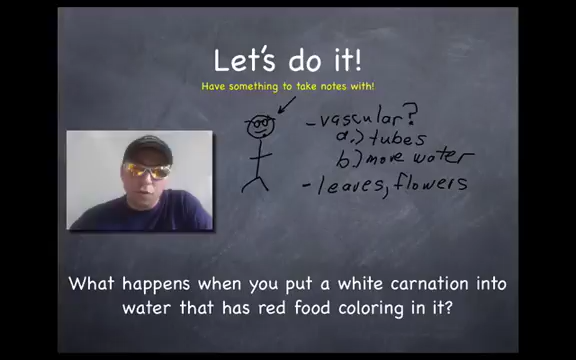 Let's do it!
Have something to take notes with!
-vascular?
a.) tubes
b.) move water
-leaves, flowers
What happens when you put a white carnation into
water that has red food coloring in it?